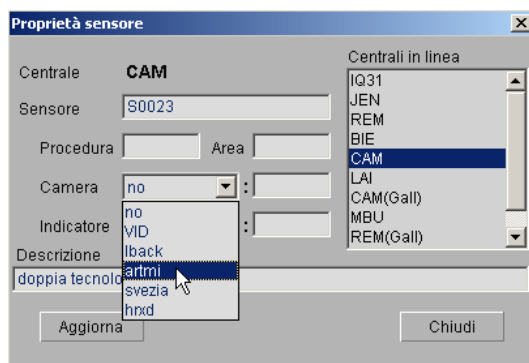 Proprietà sensore
Centrale CAM
Sensore S0023
Procedura Area
Camera no :
Indicatore :
no
VID
lback
artmi
svezia
hrxd
Descrizione
doppia tecnolo
Aggiorna
Centrali in linea
IQ31
JEN
REM
BIE
CAM
LAI
CAM(Gall)
MBU
REM(Gall)
Chiudi